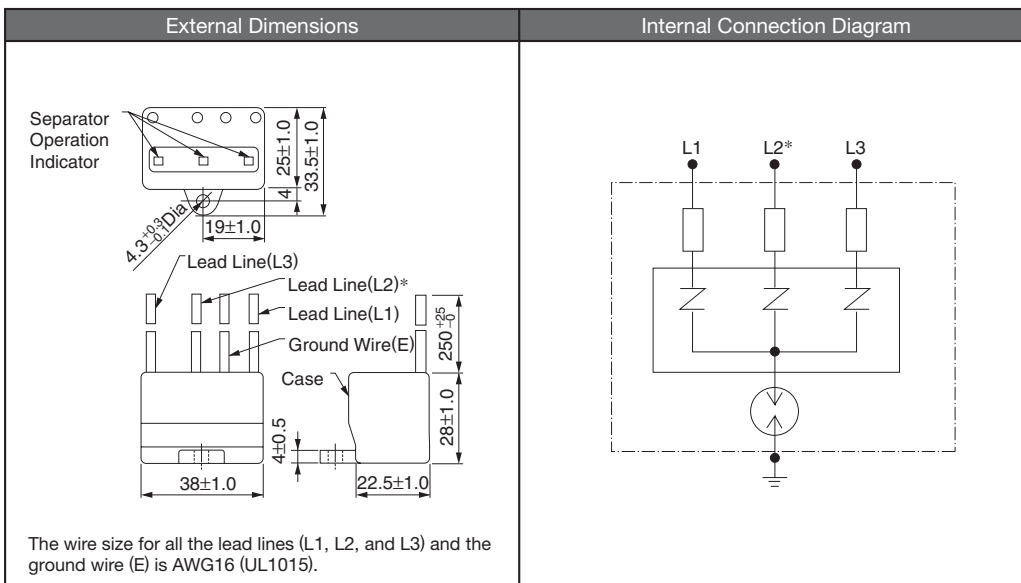 External Dimensions
Internal Connection Diagram
Separator
Operation
Indicator
25±1.0
33.5±1.0
4
4.3+0.3−0.1Dia
19±1.0
Lead Line(L3)
Lead Line(L2)*
Lead Line(L1)
Ground Wire(E)
Case
250+25−0
28±1.0
4±0.5
38±1.0
22.5±1.0
The wire size for all the lead lines (L1, L2, and L3) and the
ground wire (E) is AWG16 (UL1015).
L1
L2*
L3